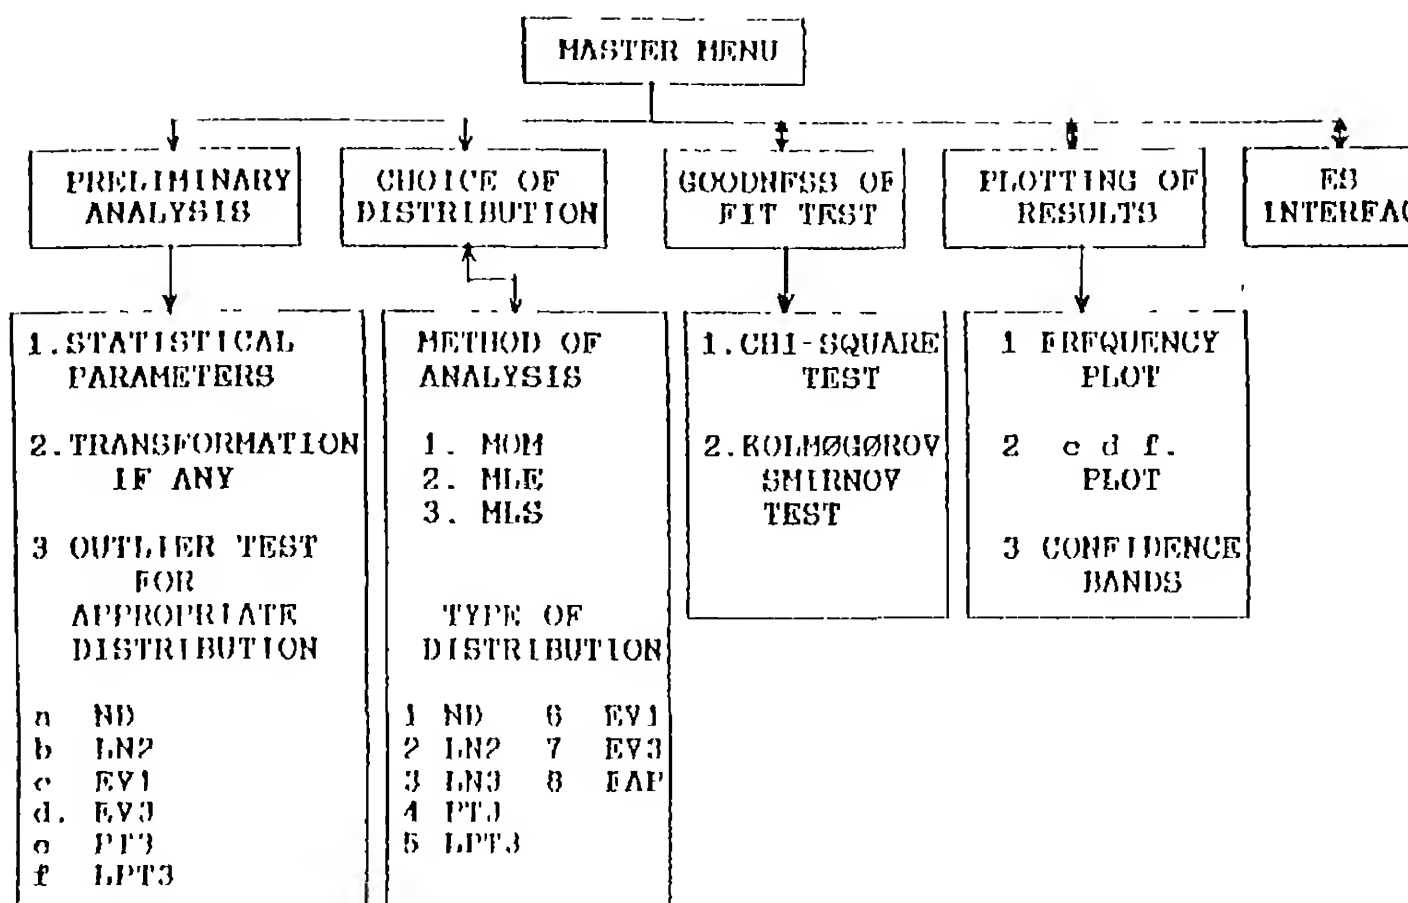 MASTER MENU
PRELIMINARY
ANALYSIS
CHOICE OF
DISTRIBUTION
GOODNESS OF
FIT TEST
PLOTTING OF
RESULTS
ES
INTERFAC
1.STATISTICAL
PARAMETERS
2.TRANSFORMATION
IF ANY
3 OUTLIER TEST
FOR
APPROPRIATE
DISTRIBUTION
a ND
b LN2
c EV1
d. EV3
e PT3
f LPT3
METHOD OF
ANALYSIS
1. MOM
2. MLE
3. MLS
TYPE OF
DISTRIBUTION
1 ND 6 EV1
2 LN2 7 EV3
3 LN3 8
4 PT3
5 LPT3
1.CHI-SQUARE
TEST
2.KOLMØGØROV
SMIRNOV
TEST
1 FREQUENCY
PLOT
2 c d f.
PLOT
3 CONFIDENCE
BANDS